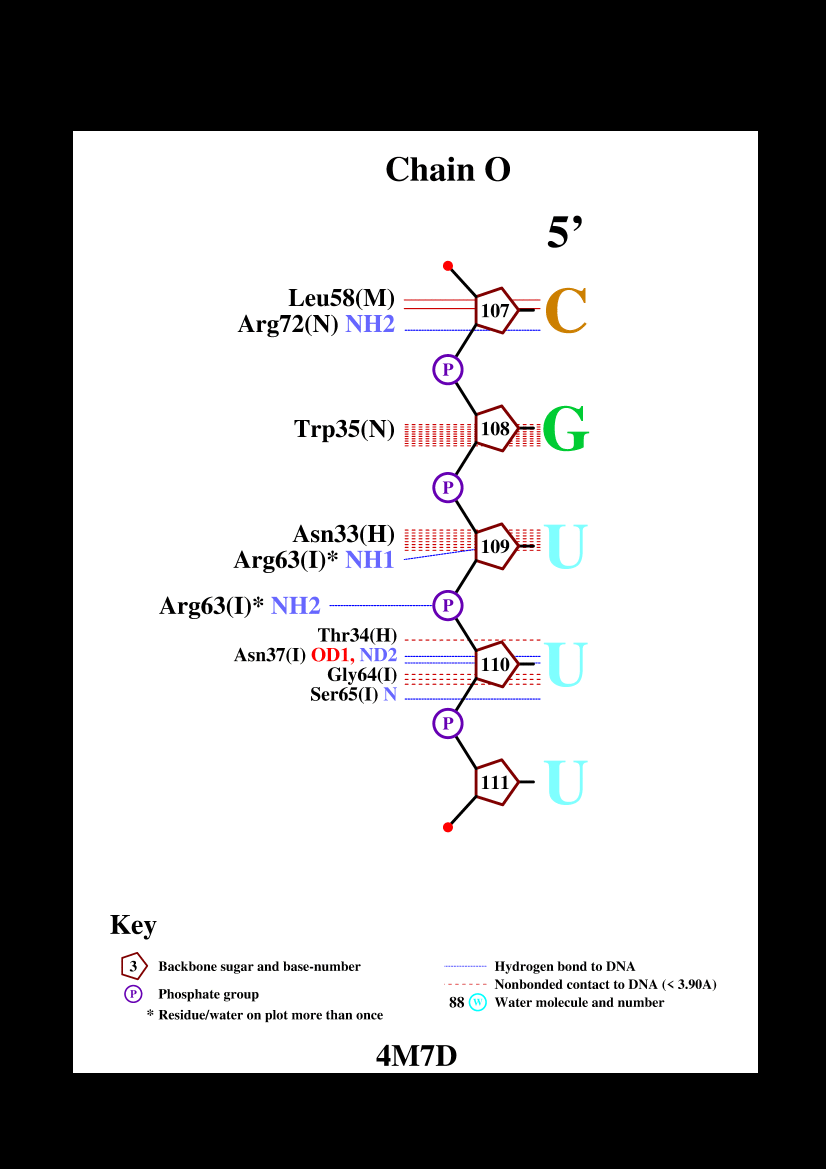 Chain O
5’
Leu58(M)
107 C
Arg72(N) NH2
P
Trp35(N) 108 G
P
Asn33(H)
109 U
Arg63(I)* NH1
Arg63(I)* NH2 P
Thr34(H)
Asn37(I) OD1, ND2
110 U
Gly64(I)
Ser65(I) N
P
111 U
Key
3 Backbone sugar and base-number
P Phosphate group
* Residue/water on plot more than once
Hydrogen bond to DNA
Nonbonded contact to DNA (< 3.90A)
88 W Water molecule and number
4M7D